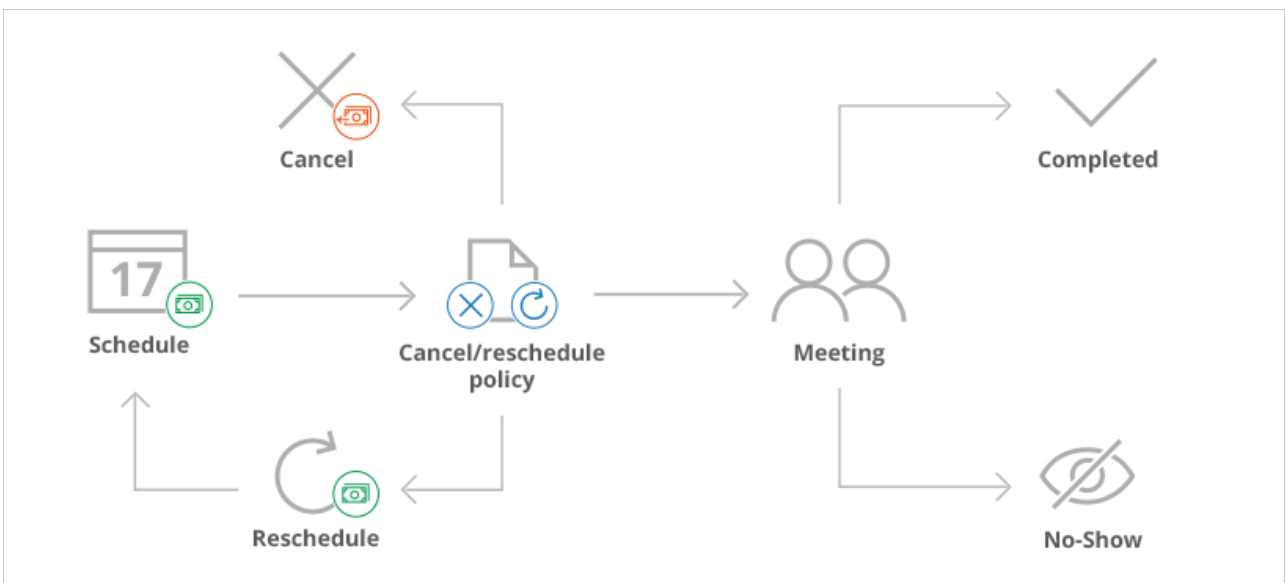 Cancel
Completed
17
Schedule
Cancel/reschedule
policy
Meeting
Reschedule
No-Show